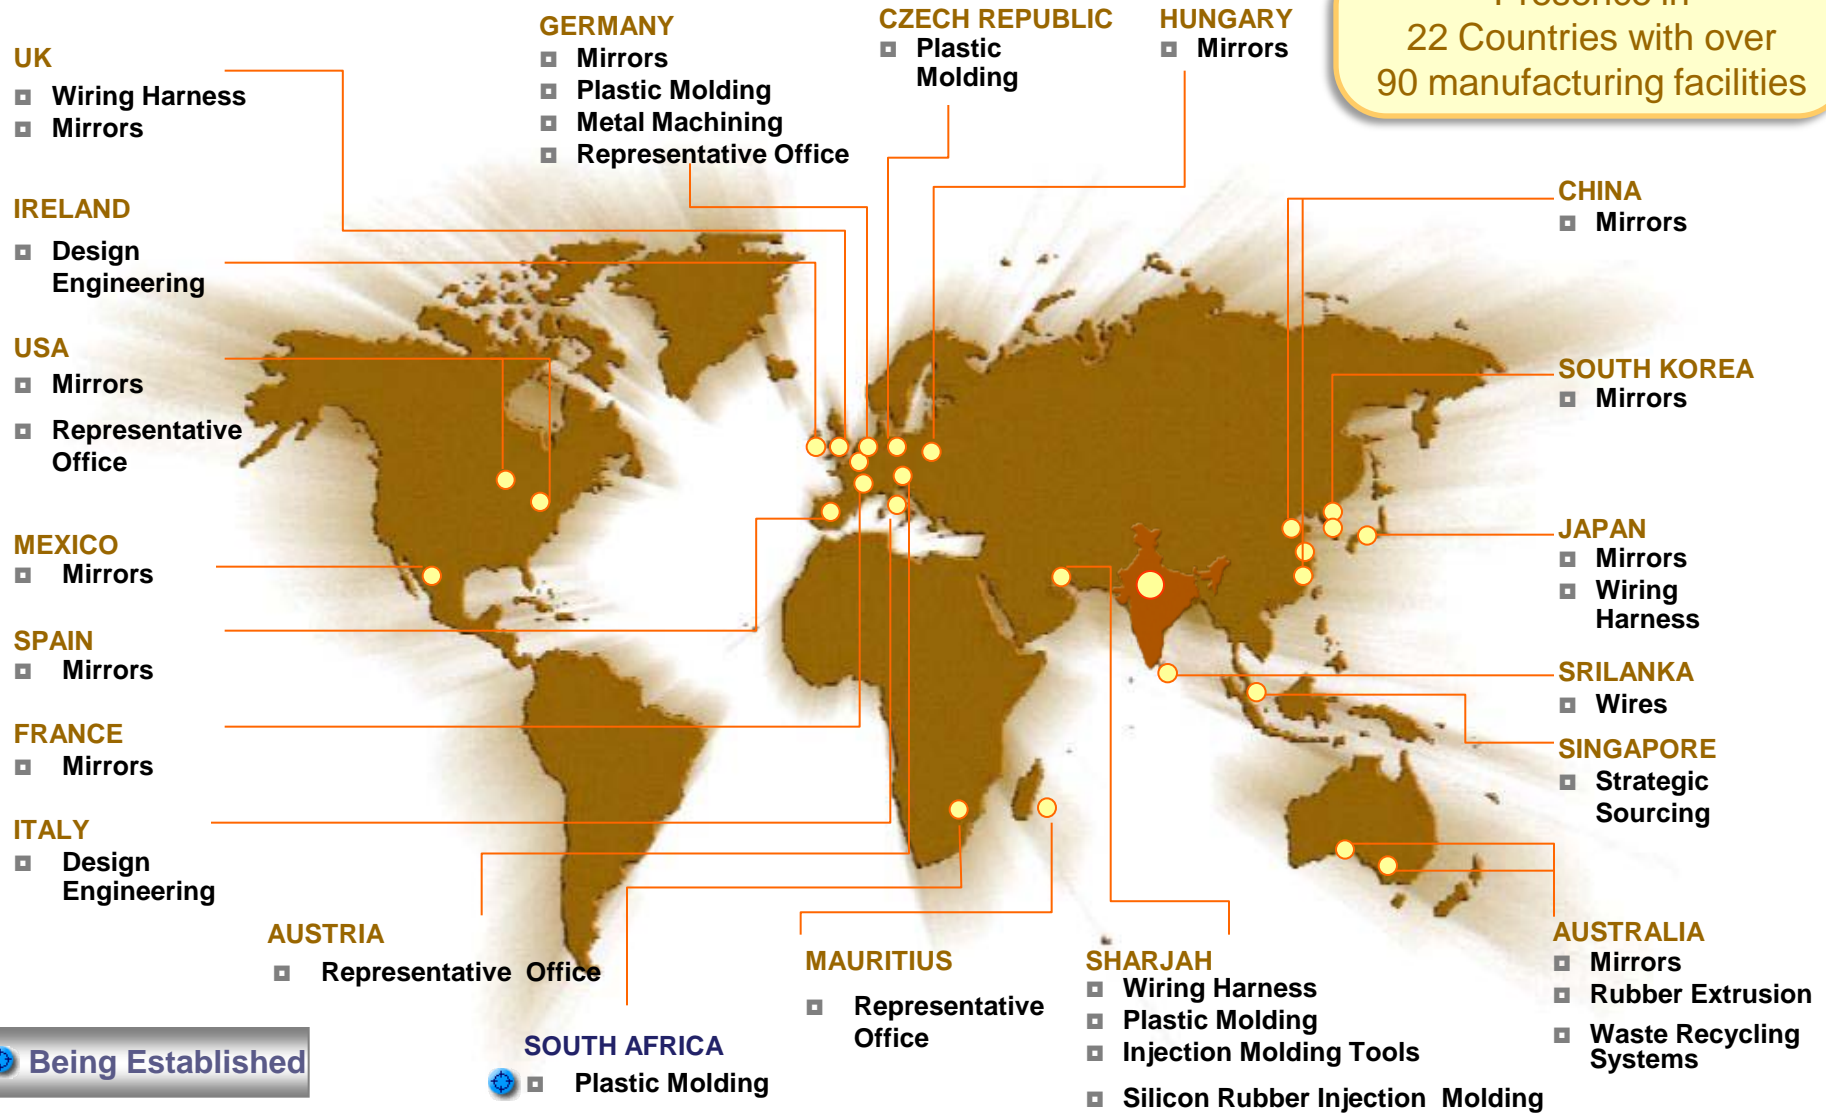 Presence in
22 Countries with over
90 manufacturing facilities
GERMANY
Mirrors
Plastic Molding
Metal Machining
Representative Office
CZECH REPUBLIC
Plastic
Molding
HUNGARY
Mirrors
UK
Wiring Harness
Mirrors
IRELAND
Design
Engineering
USA
Mirrors
Representative
Office
MEXICO
Mirrors
SPAIN
Mirrors
FRANCE
Mirrors
ITALY
Design
Engineering
CHINA
Mirrors
SOUTH KOREA
Mirrors
JAPAN
Mirrors
Wiring
Harness
SRILANKA
Wires
SINGAPORE
Strategic
Sourcing
AUSTRALIA
Mirrors
Rubber Extrusion
Waste Recycling
Systems
AUSTRIA
Representative Office
SOUTH AFRICA
Plastic Molding
MAURITIUS
Representative
Office
SHARJAH
Wiring Harness
Plastic Molding
Injection Molding Tools
Silicon Rubber Injection Molding
Being Established